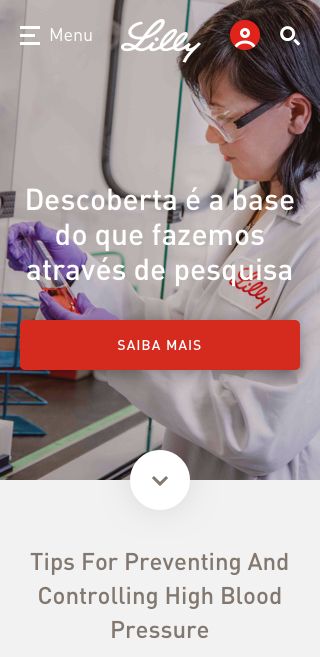 Menu
Lilly
Descoberta é a base
do que fazemos
através de pesquisa
Lilly
SAIBA MAIS
Tips For Preventing And
Controlling High Blood
Pressure